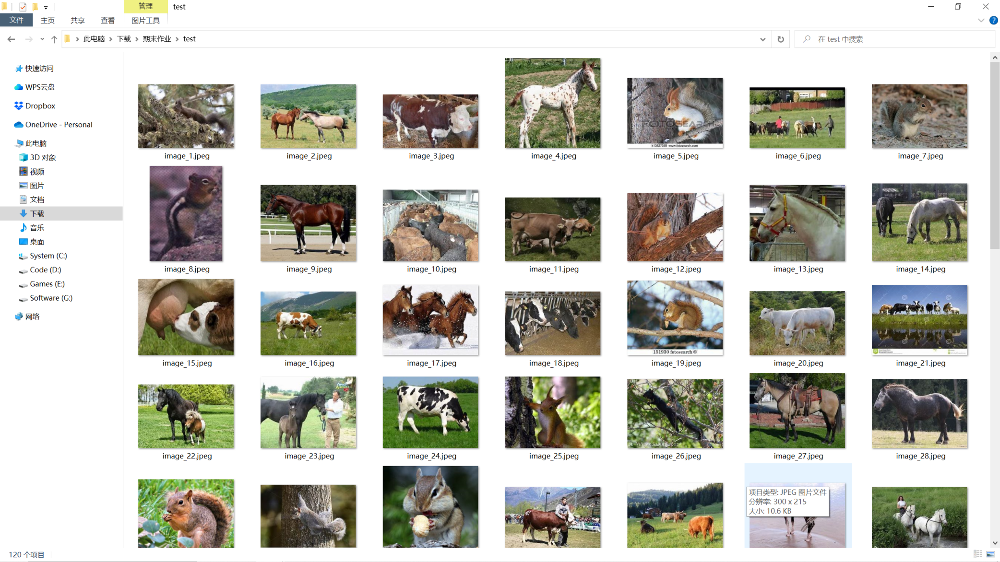 管理
test
文件
主页
共享
查看
图片工具
此电脑
下载
期末作业
test
在 test 中搜索
快速访问
WPS云盘
Dropbox
OneDrive - Personal
此电脑
3D 对象
视频
图片
文档
下载
音乐
桌面
System (C:)
Code (D:)
Games (E:)
Software (G:)
网络
FOTOSEARCH
k13627369 www.fotosearch.com
image_1.jpeg
image_2.jpeg
image_3.jpeg
image_4.jpeg
image_5.jpeg
image_6.jpeg
image_7.jpeg
image_8.jpeg
image_9.jpeg
image_10.jpeg
image_11.jpeg
image_12.jpeg
image_13.jpeg
image_14.jpeg
151930 fotosearch ©
image_15.jpeg
image_16.jpeg
image_17.jpeg
image_18.jpeg
image_19.jpeg
image_20.jpeg
image_21.jpeg
image_22.jpeg
image_23.jpeg
image_24.jpeg
image_25.jpeg
image_26.jpeg
image_27.jpeg
image_28.jpeg
项目类型: JPEG 图片文件
分辨率: 300 x 215
大小: 10.6 KB
120 个项目